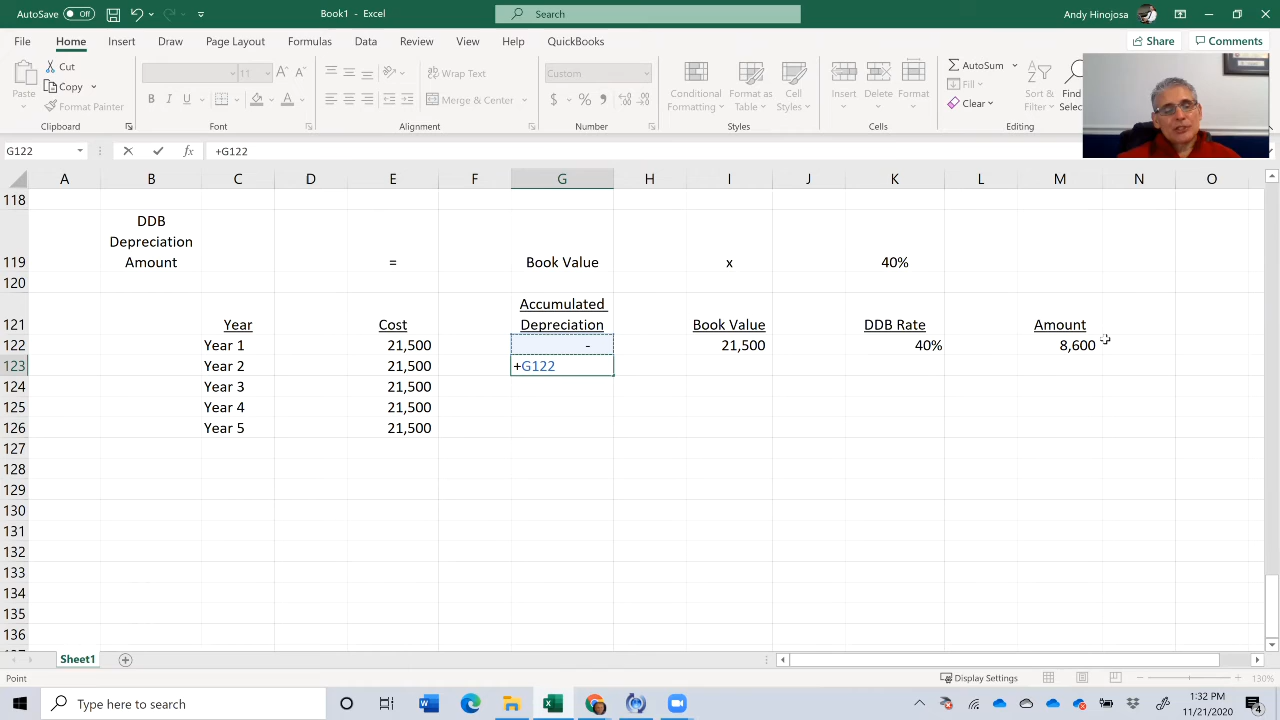 AutoSave Off
Book1 - Excel
Search
Andy Hinojosa
File Home Insert Draw Page Layout Formulas Data Review View Help QuickBooks
Share Comments
Paste
Cut
Copy
Format Painter
Clipboard
11
B I U
Font
Wrap Text
Merge & Center
Alignment
Custom
$ % ,
Number
Conditional Formatting
Format as Table
Cell Styles
Styles
Insert Delete Format
Cells
AutoSum
Fill
Clear
Sort & Filter
Find Selec
Editing
G122 fx +G122
A B C D E F G H I J K L M N O
118
DDB
Depreciation
119 Amount = Book Value x 40%
120
Accumulated
121 Year Cost Depreciation Book Value DDB Rate Amount
122 Year 1 21,500 - 21,500 40% 8,600
123 Year 2 21,500 +G122
124 Year 3 21,500
125 Year 4 21,500
126 Year 5 21,500
127
128
129
130
131
132
133
134
135
136
Sheet1
Point
Display Settings
130%
Type here to search
1:32 PM
11/21/2020
4